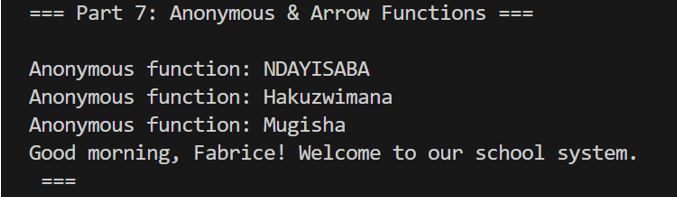 === Part 7: Anonymous & Arrow Functions ===
Anonymous function: NDAYISABA
Anonymous function: Hakuzwimana
Anonymous function: Mugisha
Good morning, Fabrice! Welcome to our school system.
===